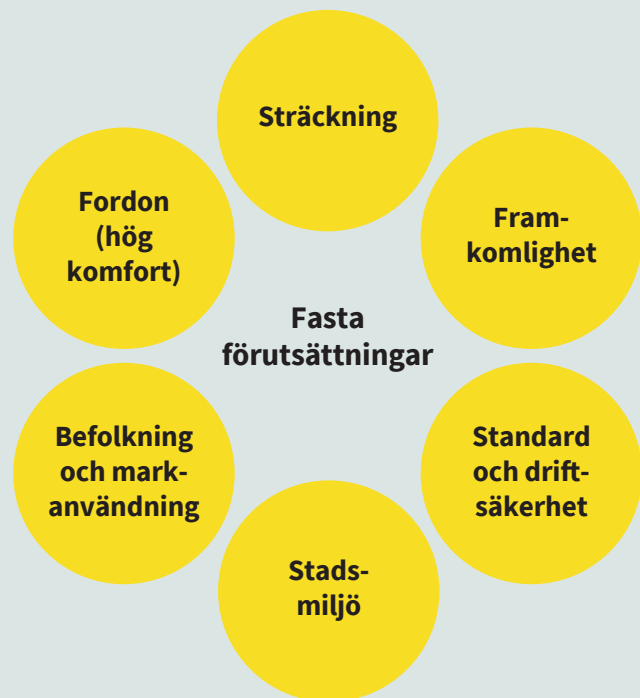 Sträckning
Fram-
komlighet
Standard
och drift-
säkerhet
Stads-
miljö
Befolkning
och mark-
användning
Fordon
(hög
komfort)
Fasta
förutsättningar